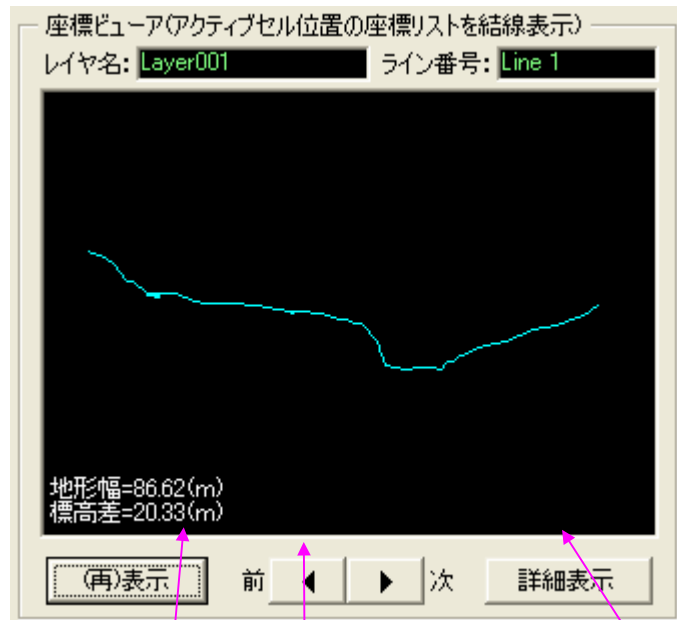 座標ビューア(アクティブセル位置の座標リストを結線表示)
レイヤ名: Layer001 ライン番号: Line 1
地形幅=86.62(m)
標高差=20.33(m)
(再)表示 前 次 詳細表示